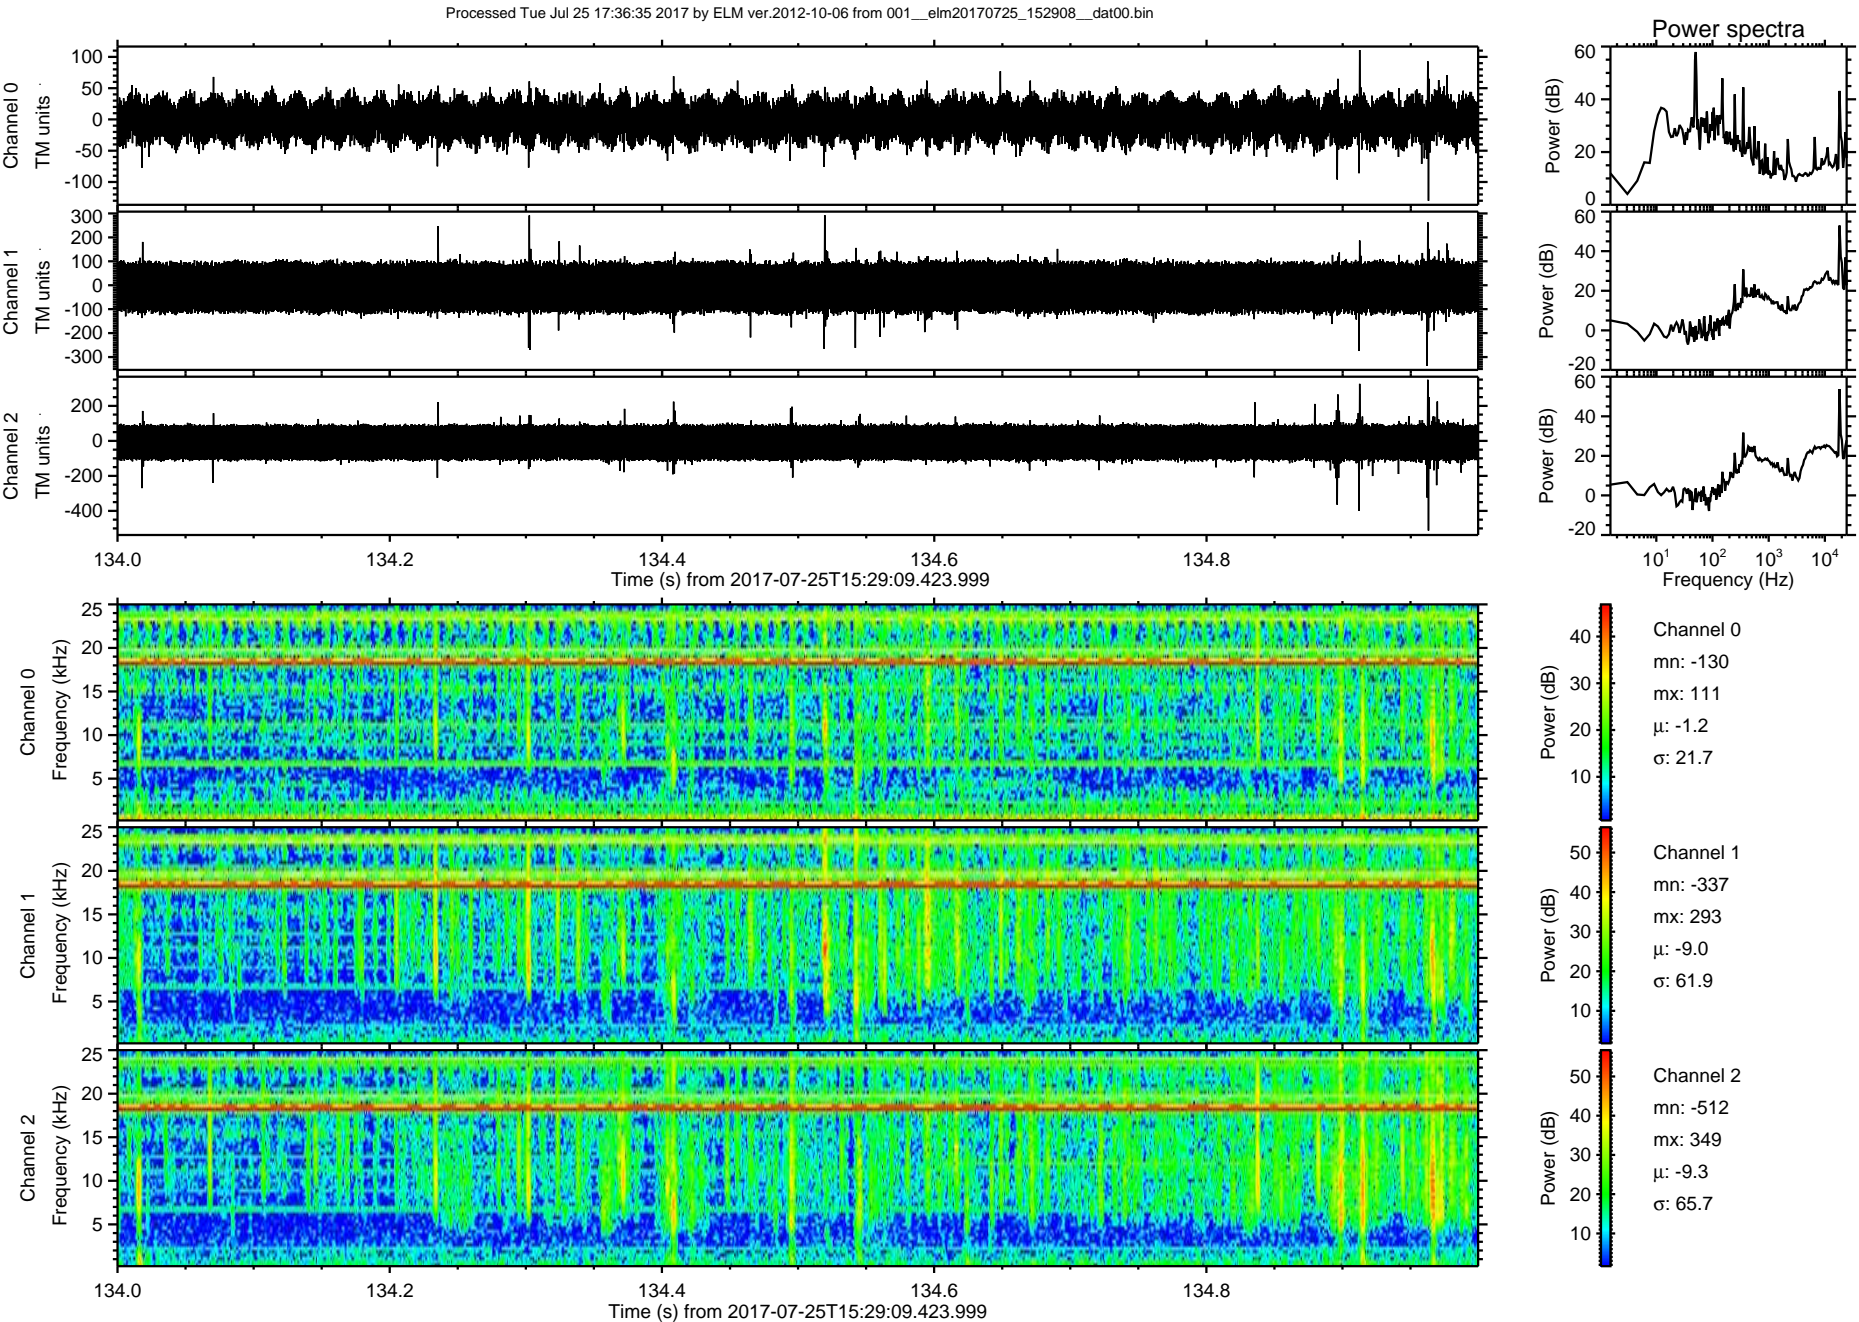 Processed Tue Jul 25 17:36:35 2017 by ELM ver.2012-10-06 from 001__elm20170725_152908__dat00.bin
Power spectra
Channel 0
TM units
100
50
0
-50
-100
Power (dB)
60
40
20
0
Channel 1
TM units
300
200
100
0
-100
-200
-300
Power (dB)
60
40
20
0
-20
Channel 2
TM units
200
0
-200
-400
Power (dB)
60
40
20
0
-20
134.0 134.2 134.4 134.6 134.8
Time (s) from 2017-07-25T15:29:09.423.999
10¹ 10² 10³ 10⁴
Frequency (Hz)
Channel 0
Frequency (kHz)
25
20
15
10
5
Power (dB)
40
30
20
10
Channel 0
mn: -130
mx: 111
μ: -1.2
σ: 21.7
Channel 1
Frequency (kHz)
25
20
15
10
5
Power (dB)
50
40
30
20
10
Channel 1
mn: -337
mx: 293
μ: -9.0
σ: 61.9
Channel 2
Frequency (kHz)
25
20
15
10
5
Power (dB)
50
40
30
20
10
Channel 2
mn: -512
mx: 349
μ: -9.3
σ: 65.7
134.0 134.2 134.4 134.6 134.8
Time (s) from 2017-07-25T15:29:09.423.999